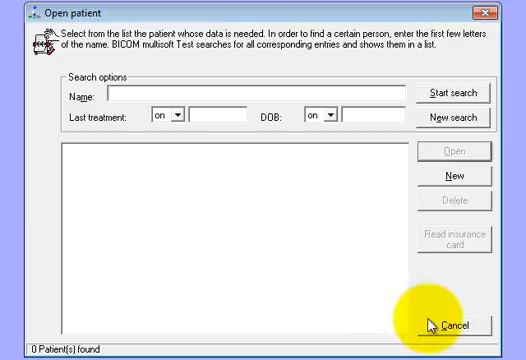 Open patient
Select from the list the patient whose data is needed. In order to find a certain person, enter the first few letters
of the name. BICOM multisoft Test searches for all corresponding entries and shows them in a list.
Search options
Name:
Start search
Last treatment:
on
DOB:
on
New search
Open
New
Delete
Read insurance
card
Cancel
0 Patient(s) found